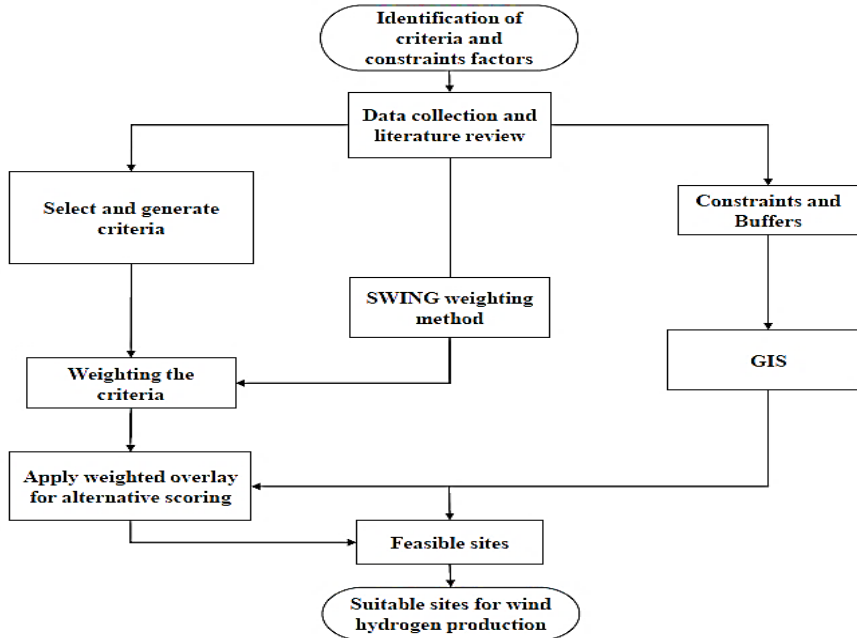 Identification of
criteria and
constraints factors
Data collection and
literature review
Select and generate
criteria
Constraints and
Buffers
SWING weighting
method
GIS
Weighting the
criteria
Apply weighted overlay
for alternative scoring
Feasible sites
Suitable sites for wind
hydrogen production